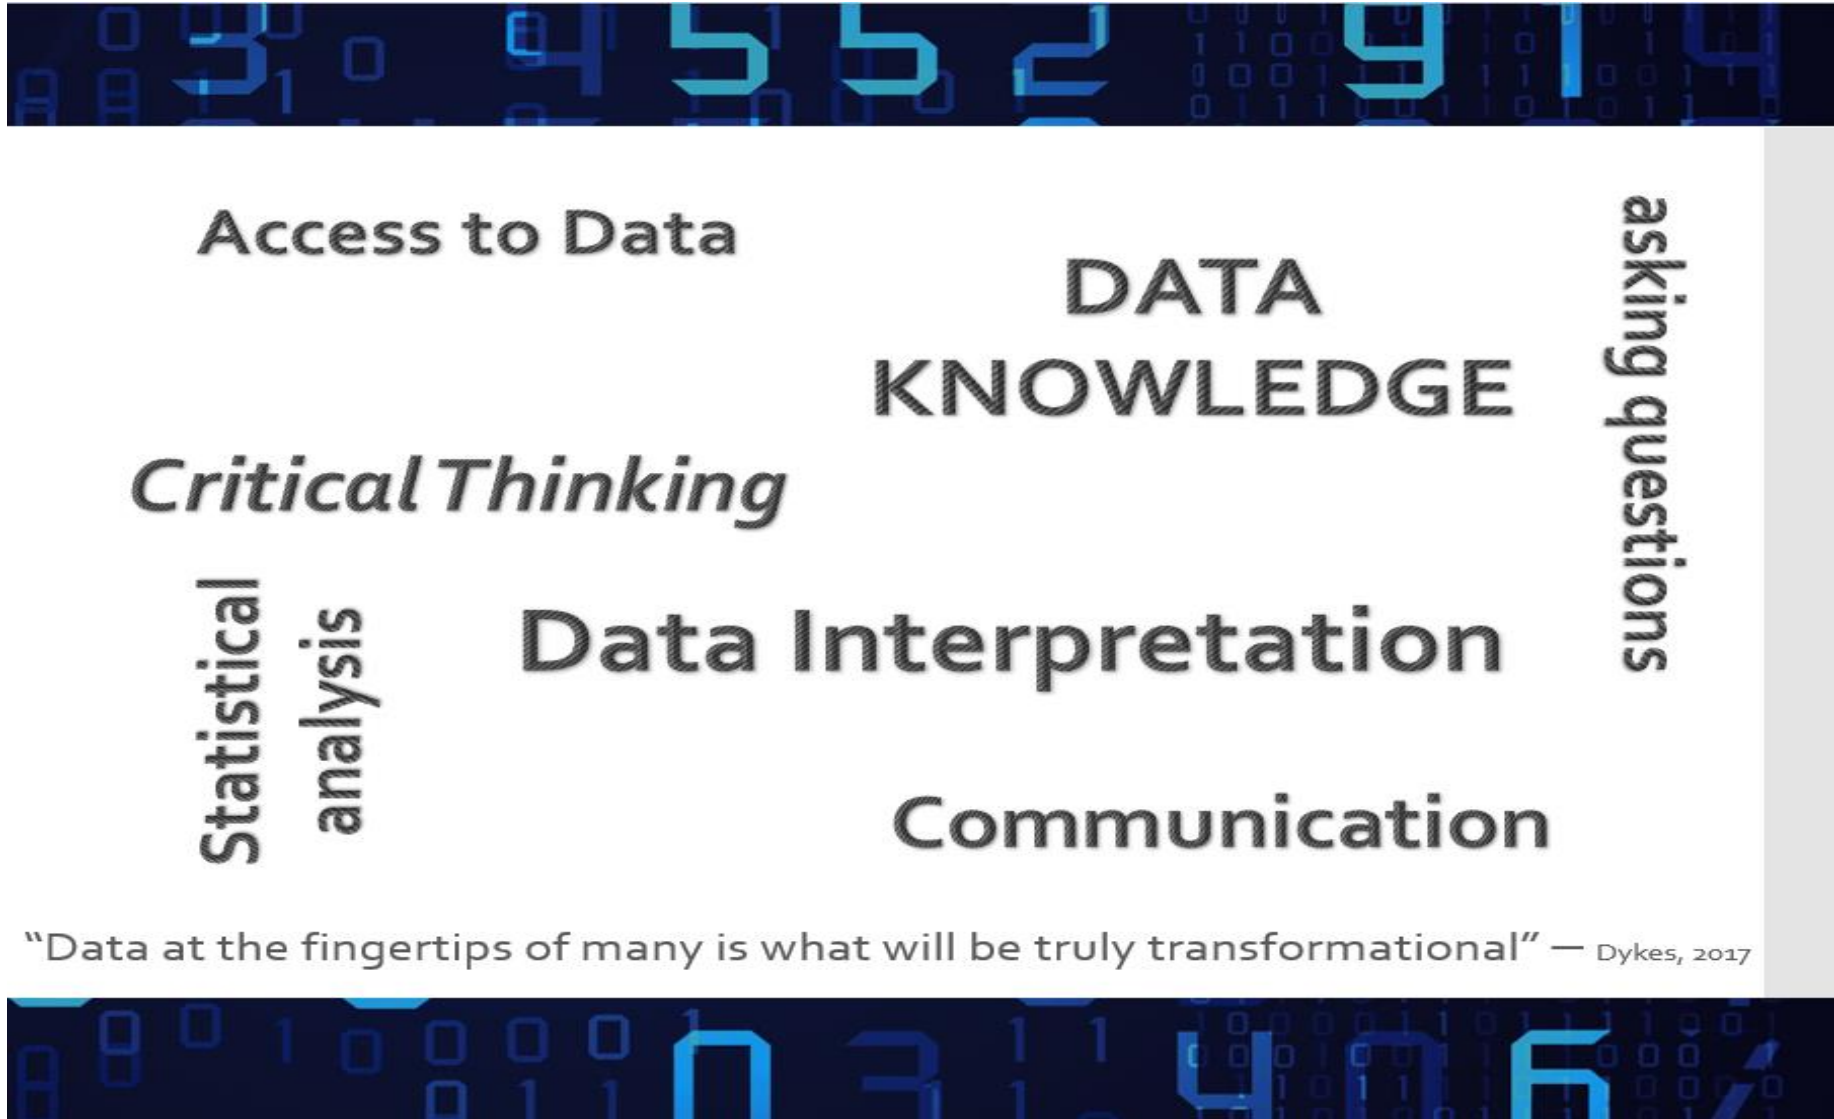 Access to Data
DATA
KNOWLEDGE
asking questions
Critical Thinking
Statistical
analysis
Data Interpretation
Communication
“Data at the fingertips of many is what will be truly transformational” — Dykes, 2017